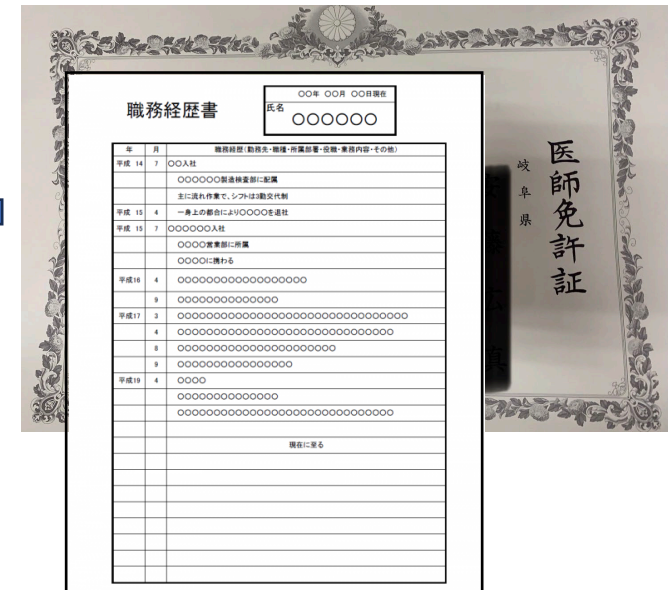 職務経歴書
〇〇年 〇〇月 〇〇日現在
氏名
〇〇〇〇〇〇
年 月 職務経歴(勤務先・職種・所属部署・役職・業務内容・その他)
平成 14 7 〇〇入社
〇〇〇〇〇〇製造検査部に配属
主に流れ作業で、シフトは3勤交代制
平成 15 4 一身上の都合により〇〇〇〇を退社
平成 15 7 〇〇〇〇〇〇入社
〇〇〇〇営業部に所属
〇〇〇〇に携わる
平成16 4 〇〇〇〇〇〇〇〇〇〇〇〇〇〇〇〇〇〇
9 〇〇〇〇〇〇〇〇〇〇〇〇〇〇
平成17 3 〇〇〇〇〇〇〇〇〇〇〇〇〇〇〇〇〇〇〇〇〇〇〇〇〇〇〇〇〇〇〇〇
4 〇〇〇〇〇〇〇〇〇〇〇〇〇〇〇〇〇〇〇〇〇〇〇〇〇〇〇〇〇〇
8 〇〇〇〇〇〇〇〇〇〇〇〇〇〇〇〇〇〇〇〇〇〇
9 〇〇〇〇〇〇〇〇〇〇〇〇〇〇〇〇
平成19 4 〇〇〇〇
〇〇〇〇〇〇〇〇〇〇〇〇〇〇
〇〇〇〇〇〇〇〇〇〇〇〇〇〇〇〇〇〇〇〇〇〇〇〇〇〇〇〇〇〇
現在に至る
医師免許証
岐阜県